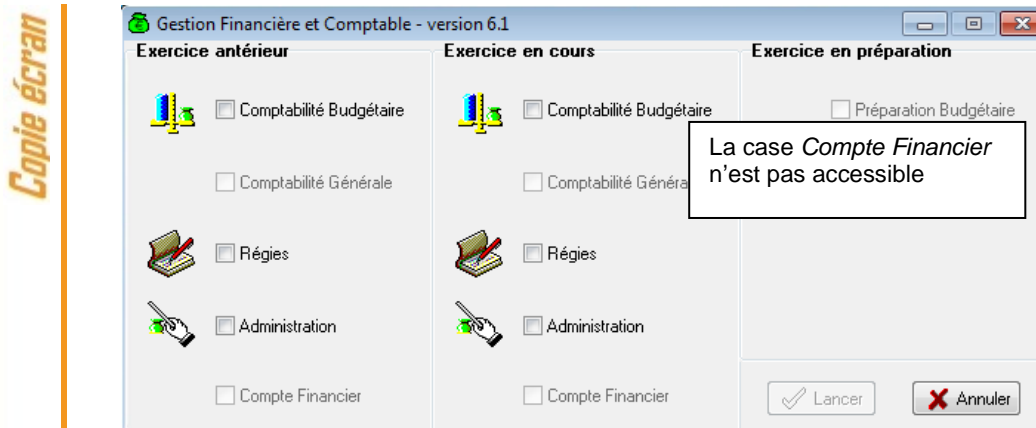 Copie écran
Gestion Financière et Comptable - version 6.1
Exercice antérieur
Comptabilité Budgétaire
Comptabilité Générale
Régies
Administration
Compte Financier
Exercice en cours
Comptabilité Budgétaire
Comptabilité Généra
Régies
Administration
Compte Financier
Exercice en préparation
Préparation Budgétaire
La case Compte Financier
n'est pas accessible
Lancer
Annuler